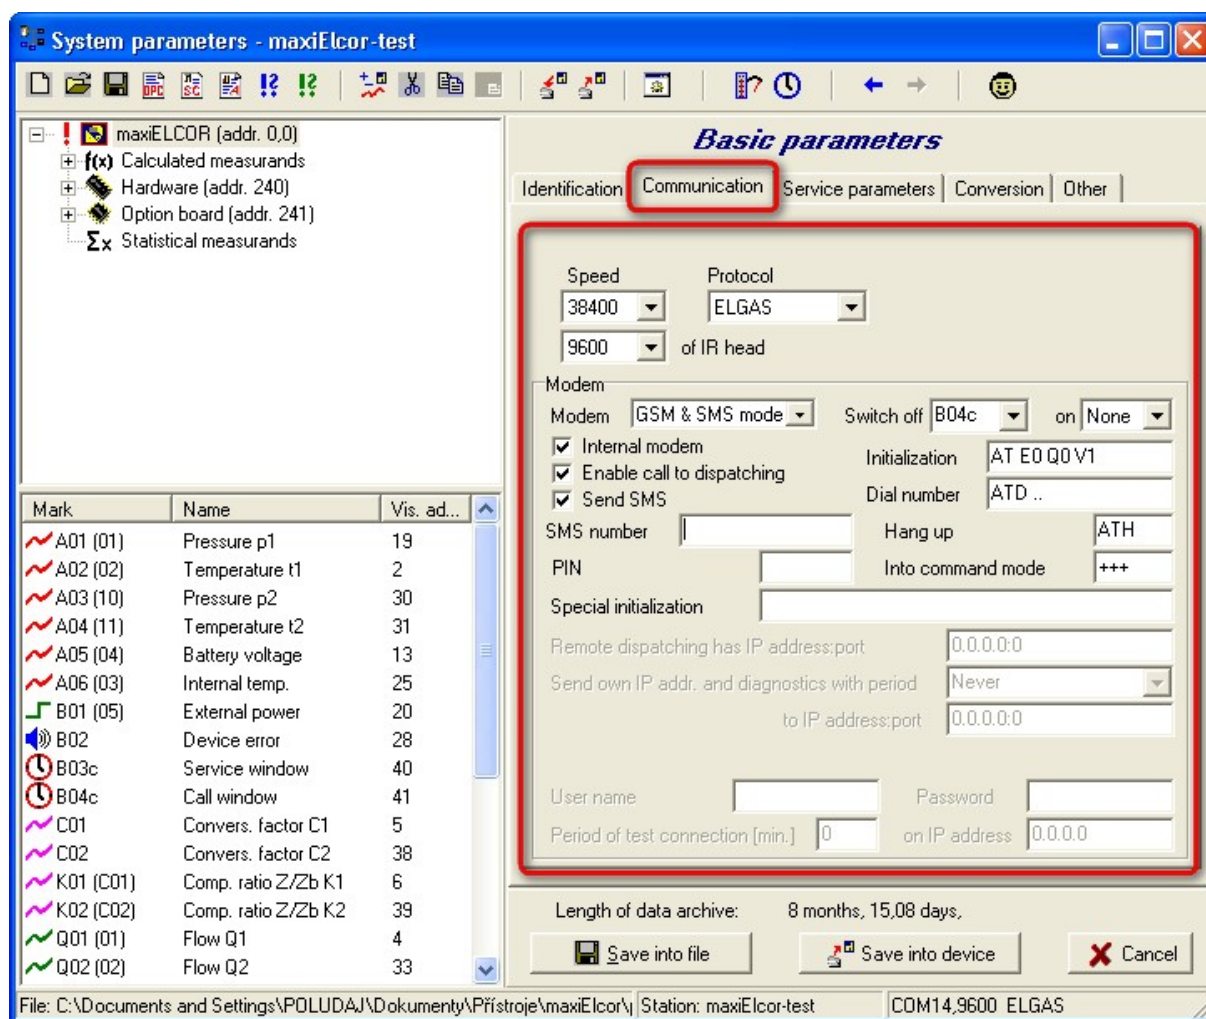 System parameters - maxiElcor-test
maxiELCOR (addr. 0,0)
f(x) Calculated measurands
Hardware (addr. 240)
Option board (addr. 241)
Σx Statistical measurands
Mark Name Vis. ad...
A01 (01) Pressure p1 19
A02 (02) Temperature t1 2
A03 (10) Pressure p2 30
A04 (11) Temperature t2 31
A05 (04) Battery voltage 13
A06 (03) Internal temp. 25
B01 (05) External power 20
B02 Device error 28
B03c Service window 40
B04c Call window 41
C01 Convers. factor C1 5
C02 Convers. factor C2 38
K01 (C01) Comp. ratio Z/Zb K1 6
K02 (C02) Comp. ratio Z/Zb K2 39
Q01 (01) Flow Q1 4
Q02 (02) Flow Q2 33
Basic parameters
Identification Communication Service parameters Conversion Other
Speed Protocol
38400 ELGAS
9600 of IR head
Modem
Modem GSM & SMS mode Switch off B04c on None
Internal modem
Enable call to dispatching
Send SMS
Initialization AT E0 Q0 V1
Dial number ATD ..
SMS number Hang up ATH
PIN Into command mode +++
Special initialization
Remote dispatching has IP address:port 0.0.0.0:0
Send own IP addr. and diagnostics with period Never
to IP address:port 0.0.0.0:0
User name Password
Period of test connection [min.] 0 on IP address 0.0.0.0
Length of data archive: 8 months, 15,08 days,
Save into file Save into device Cancel
File: C:\Documents and Settings\POLUDAJ\Dokumenty\Přístroje\maxiElcor\ Station: maxiElcor-test COM14,9600 ELGAS